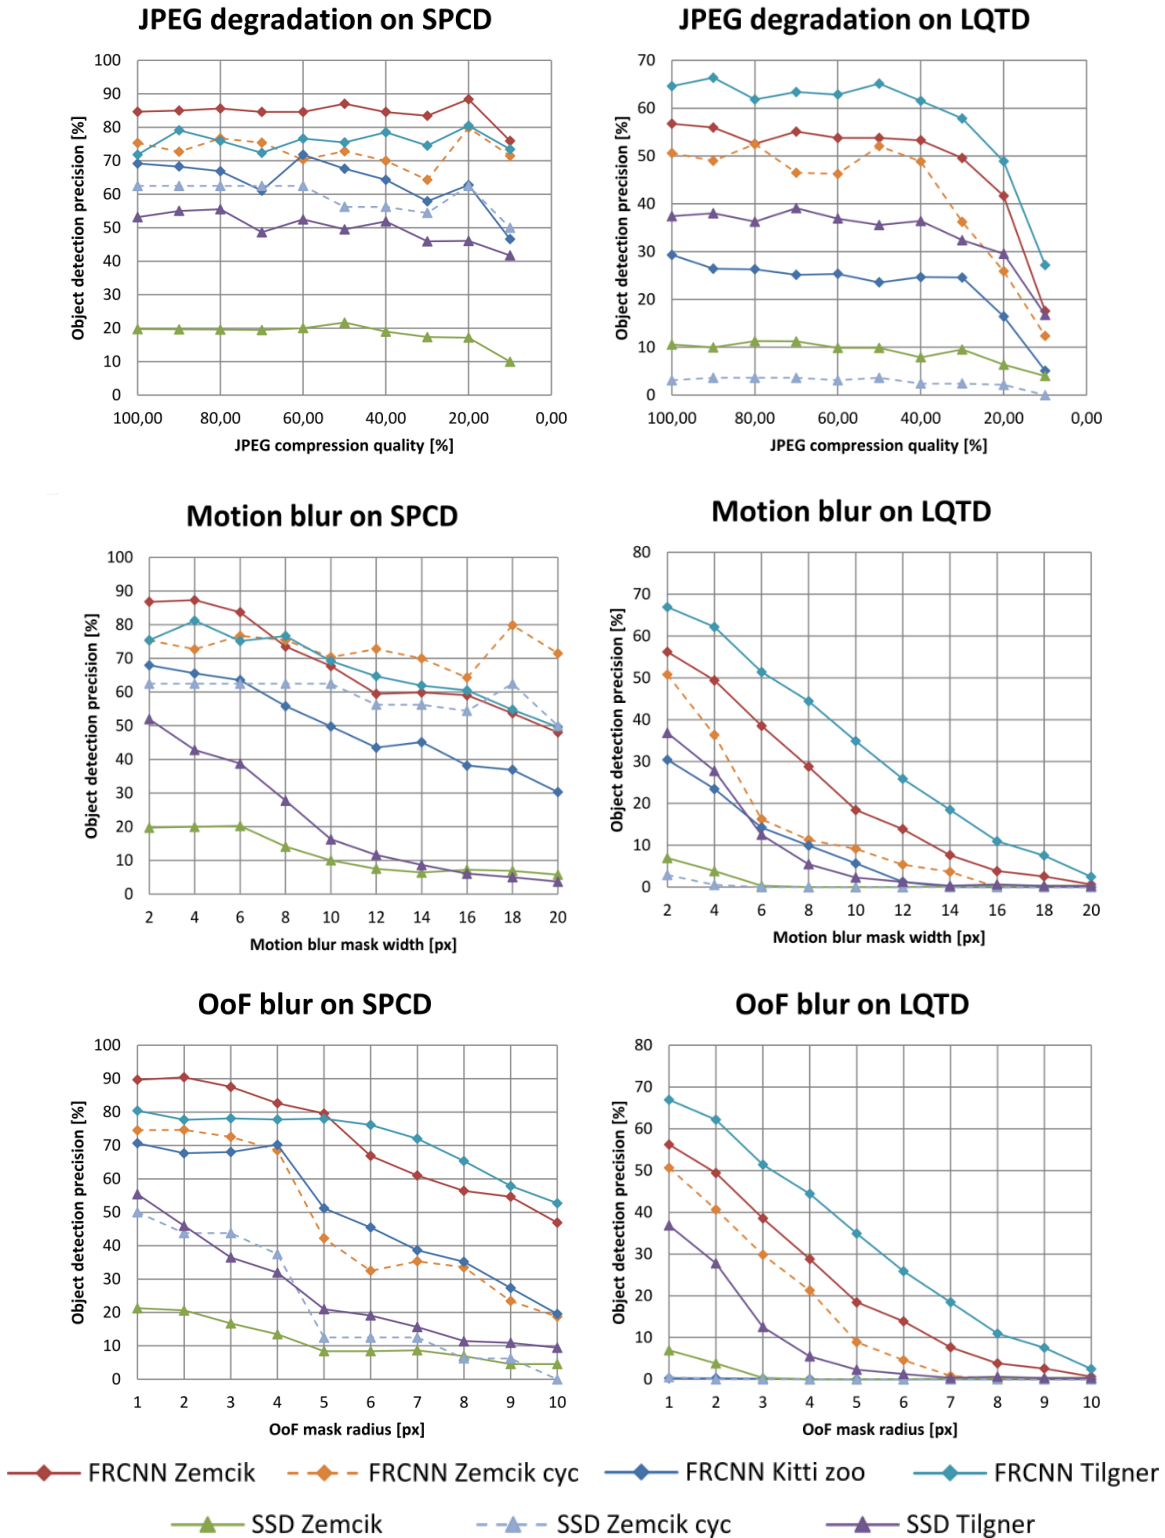 JPEG degradation on SPCD
Object detection precision [%]
100
90
80
70
60
50
40
30
20
10
0
100,00 80,00 60,00 40,00 20,00 0,00
JPEG compression quality [%]
JPEG degradation on LQTD
Object detection precision [%]
70
60
50
40
30
20
10
0
100,00 80,00 60,00 40,00 20,00 0,00
JPEG compression quality [%]
Motion blur on SPCD
Object detection precision [%]
100
90
80
70
60
50
40
30
20
10
0
2 4 6 8 10 12 14 16 18 20
Motion blur mask width [px]
Motion blur on LQTD
Object detection precision [%]
80
70
60
50
40
30
20
10
0
2 4 6 8 10 12 14 16 18 20
Motion blur mask width [px]
OoF blur on SPCD
Object detection precision [%]
100
90
80
70
60
50
40
30
20
10
0
1 2 3 4 5 6 7 8 9 10
OoF mask radius [px]
OoF blur on LQTD
Object detection precision [%]
80
70
60
50
40
30
20
10
0
1 2 3 4 5 6 7 8 9 10
OoF mask radius [px]
FRCNN Zemcik FRCNN Zemcik cyc FRCNN Kitti zoo FRCNN Tilgner
SSD Zemcik SSD Zemcik cyc SSD Tilgner